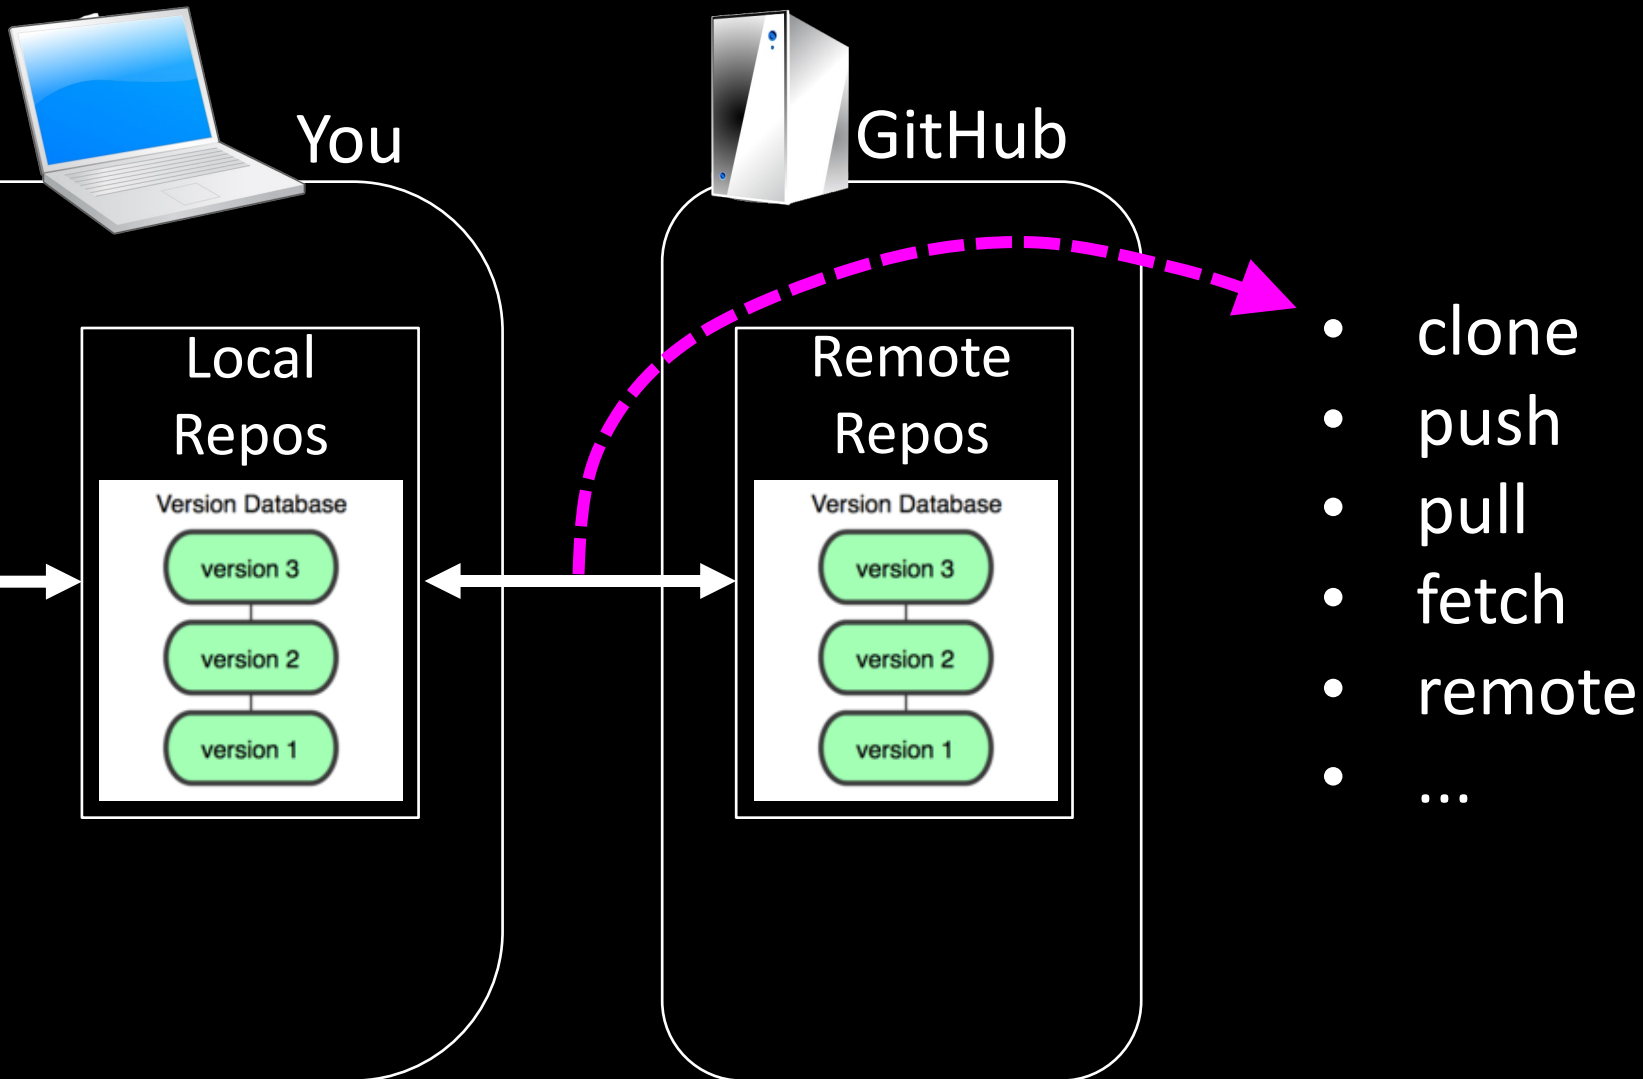 You
GitHub
Local
Repos
Version Database
version 3
version 2
version 1
Remote
Repos
Version Database
version 3
version 2
version 1
• clone
• push
• pull
• fetch
• remote
• ...